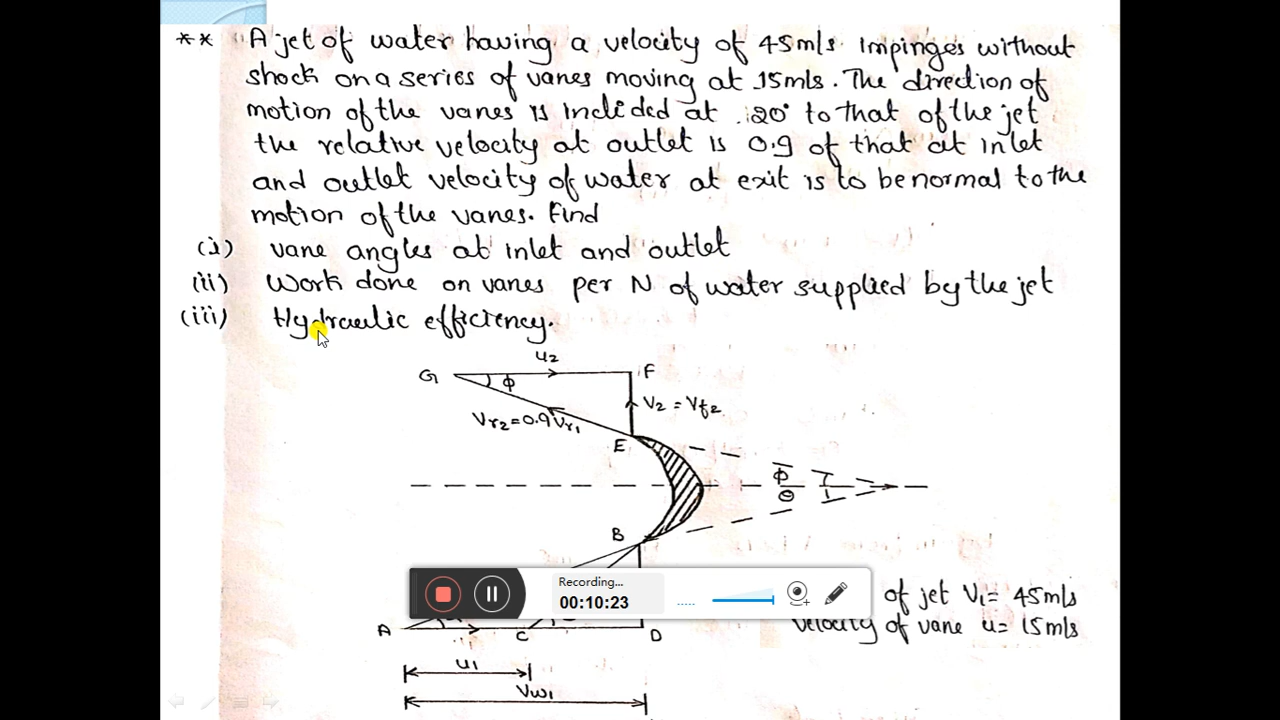 ** A jet of water having a velocity of 45m/s impinges without
shock on a series of vanes moving at 15m/s. The direction of
motion of the vanes is inclided at 20° to that of the jet
the relative velocity at outlet is 0.9 of that at inlet
and outlet velocity of water at exit is to be normal to the
motion of the vanes. Find
(i) vane angles at inlet and outlet
(ii) Work done on vanes per N of water supplied by the jet
(iii) Hydraulic efficiency.
u2
G F
ϕ
V2 = Vf2
Vr2=0.9Vr1
E
ϕ
θ
B
Recording...
00:10:23
of jet V1= 45m/s
velocity of vane u= 15m/s
A C D
u1
Vw1